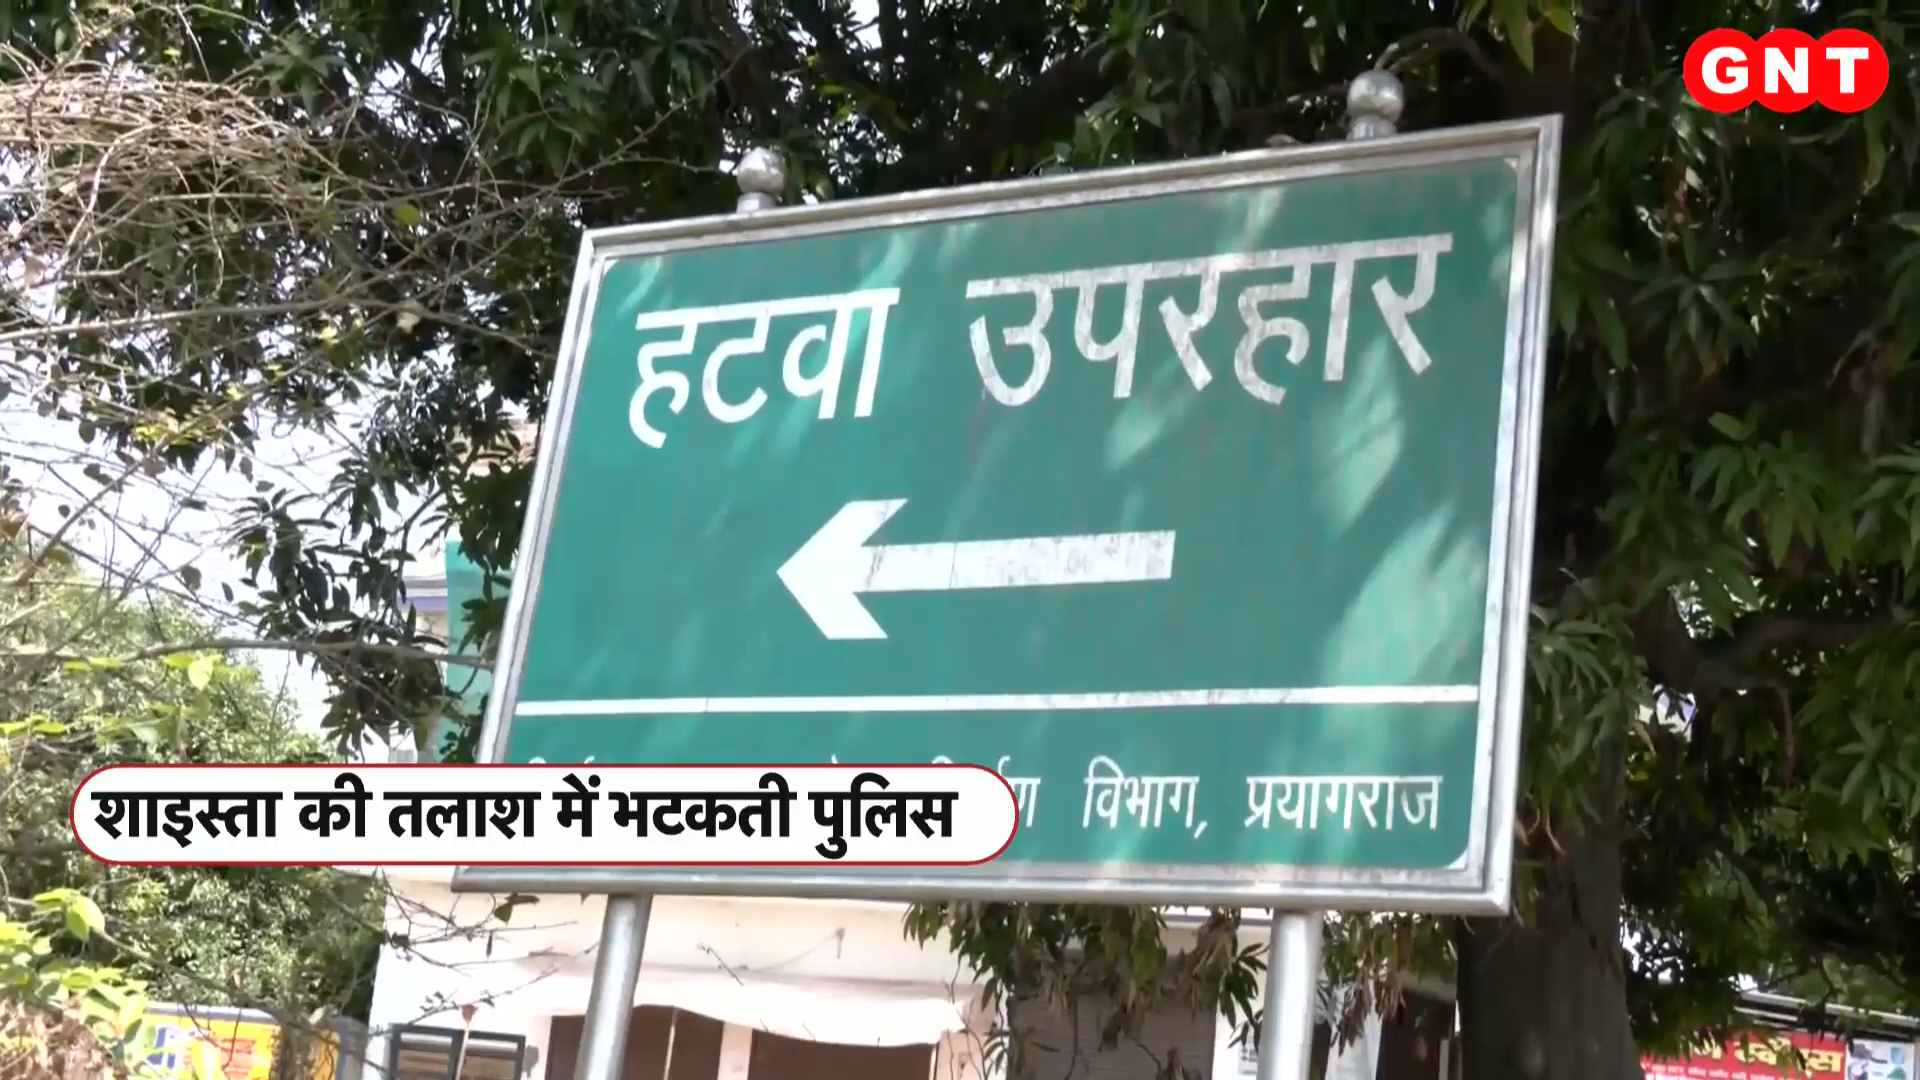 GNT
हटवा उपरहार
विभाग, प्रयागराज
शाइस्ता की तलाश में भटकती पुलिस